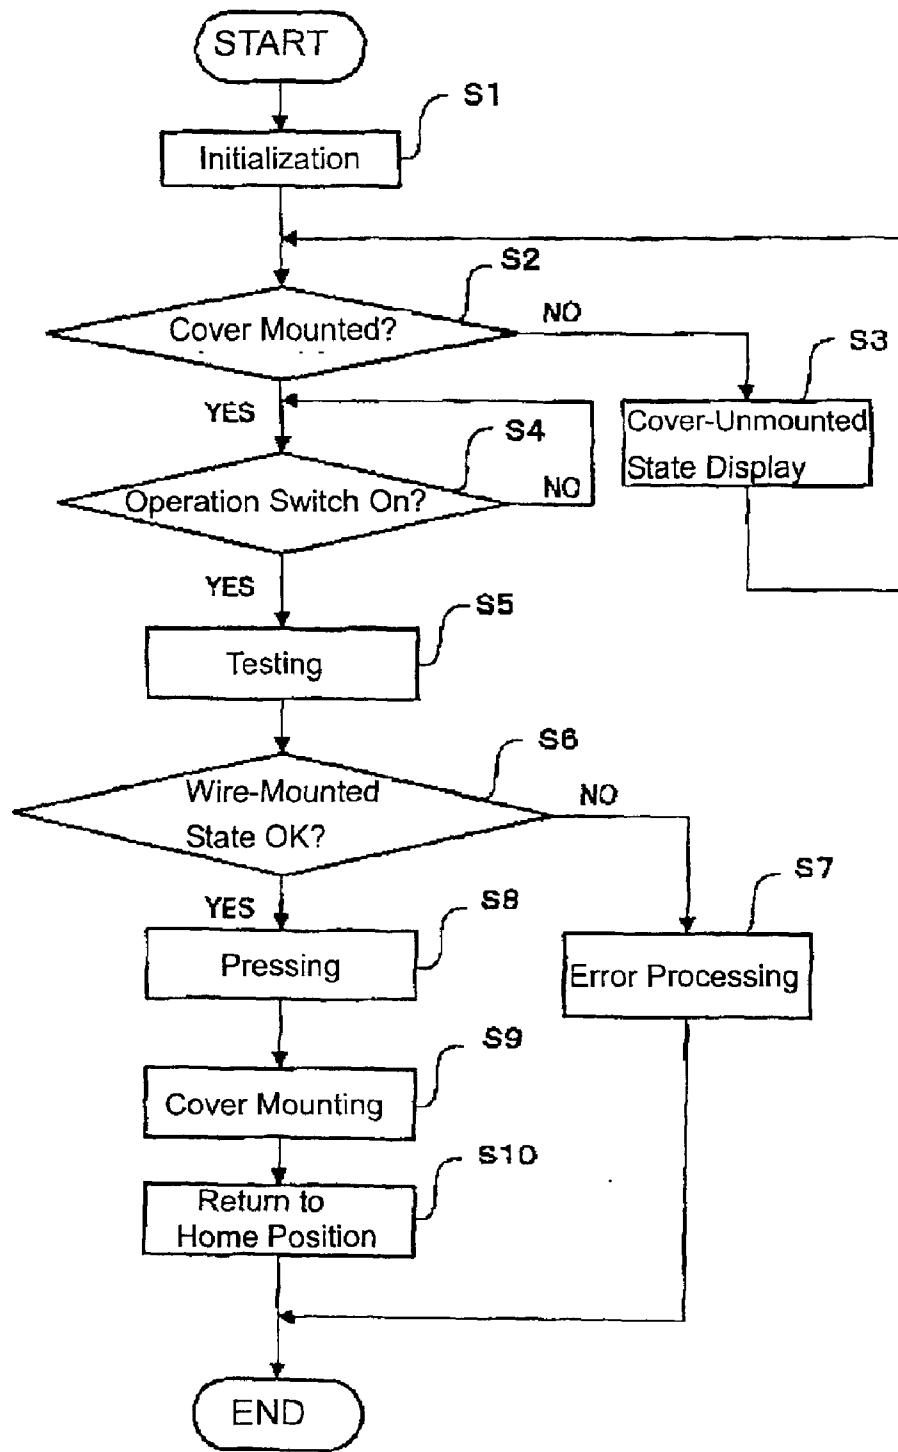 START
S1
Initialization
S2
Cover Mounted?
NO
S3
Cover-Unmounted
State Display
YES
S4
Operation Switch On?
NO
YES
S5
Testing
S6
Wire-Mounted
State OK?
NO
S7
Error Processing
YES
S8
Pressing
S9
Cover Mounting
S10
Return to
Home Position
END